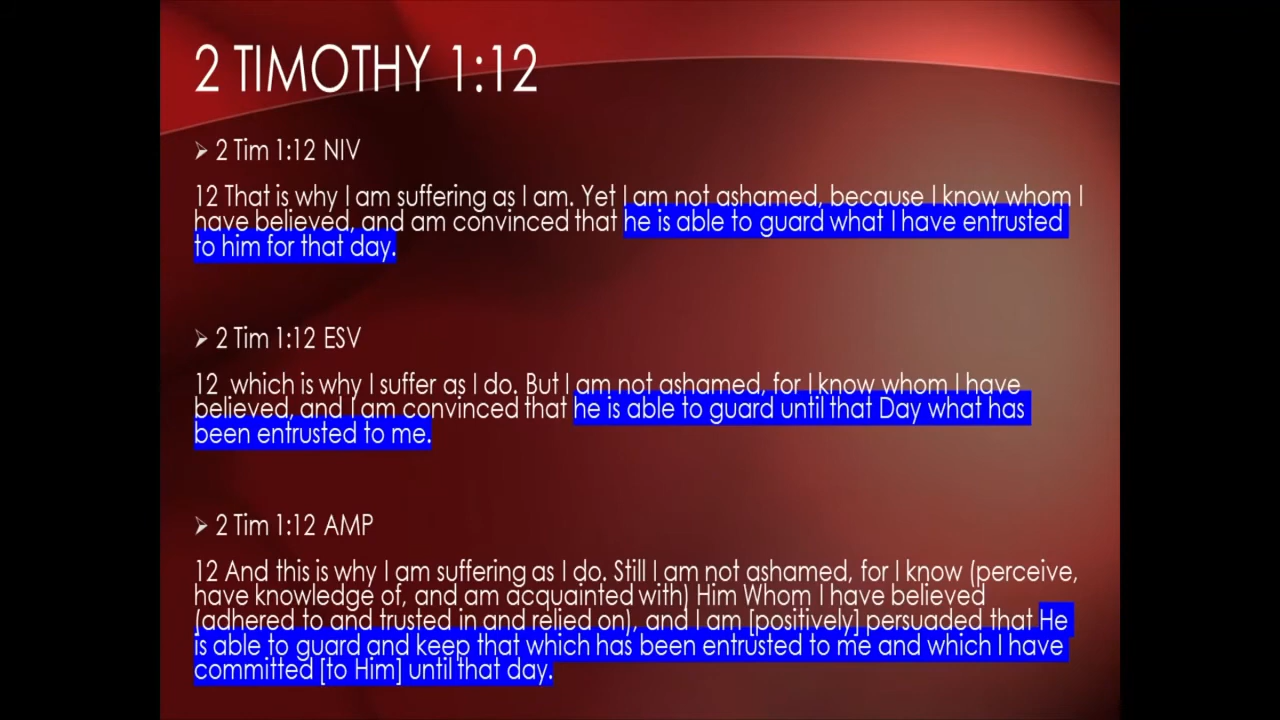 2 TIMOTHY 1:12
➢ 2 Tim 1:12 NIV
12 That is why I am suffering as I am. Yet I am not ashamed, because I know whom I
have believed, and am convinced that he is able to guard what I have entrusted
to him for that day.
➢ 2 Tim 1:12 ESV
12 which is why I suffer as I do. But I am not ashamed, for I know whom I have
believed, and I am convinced that he is able to guard until that Day what has
been entrusted to me.
➢ 2 Tim 1:12 AMP
12 And this is why I am suffering as I do. Still I am not ashamed, for I know (perceive,
have knowledge of, and am acquainted with) Him Whom I have believed
(adhered to and trusted in and relied on), and I am [positively] persuaded that He
is able to guard and keep that which has been entrusted to me and which I have
committed [to Him] until that day.